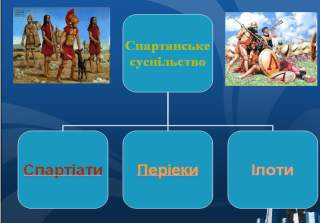 Спартанське
суспільство
Спартіати
Періеки
Ілоти